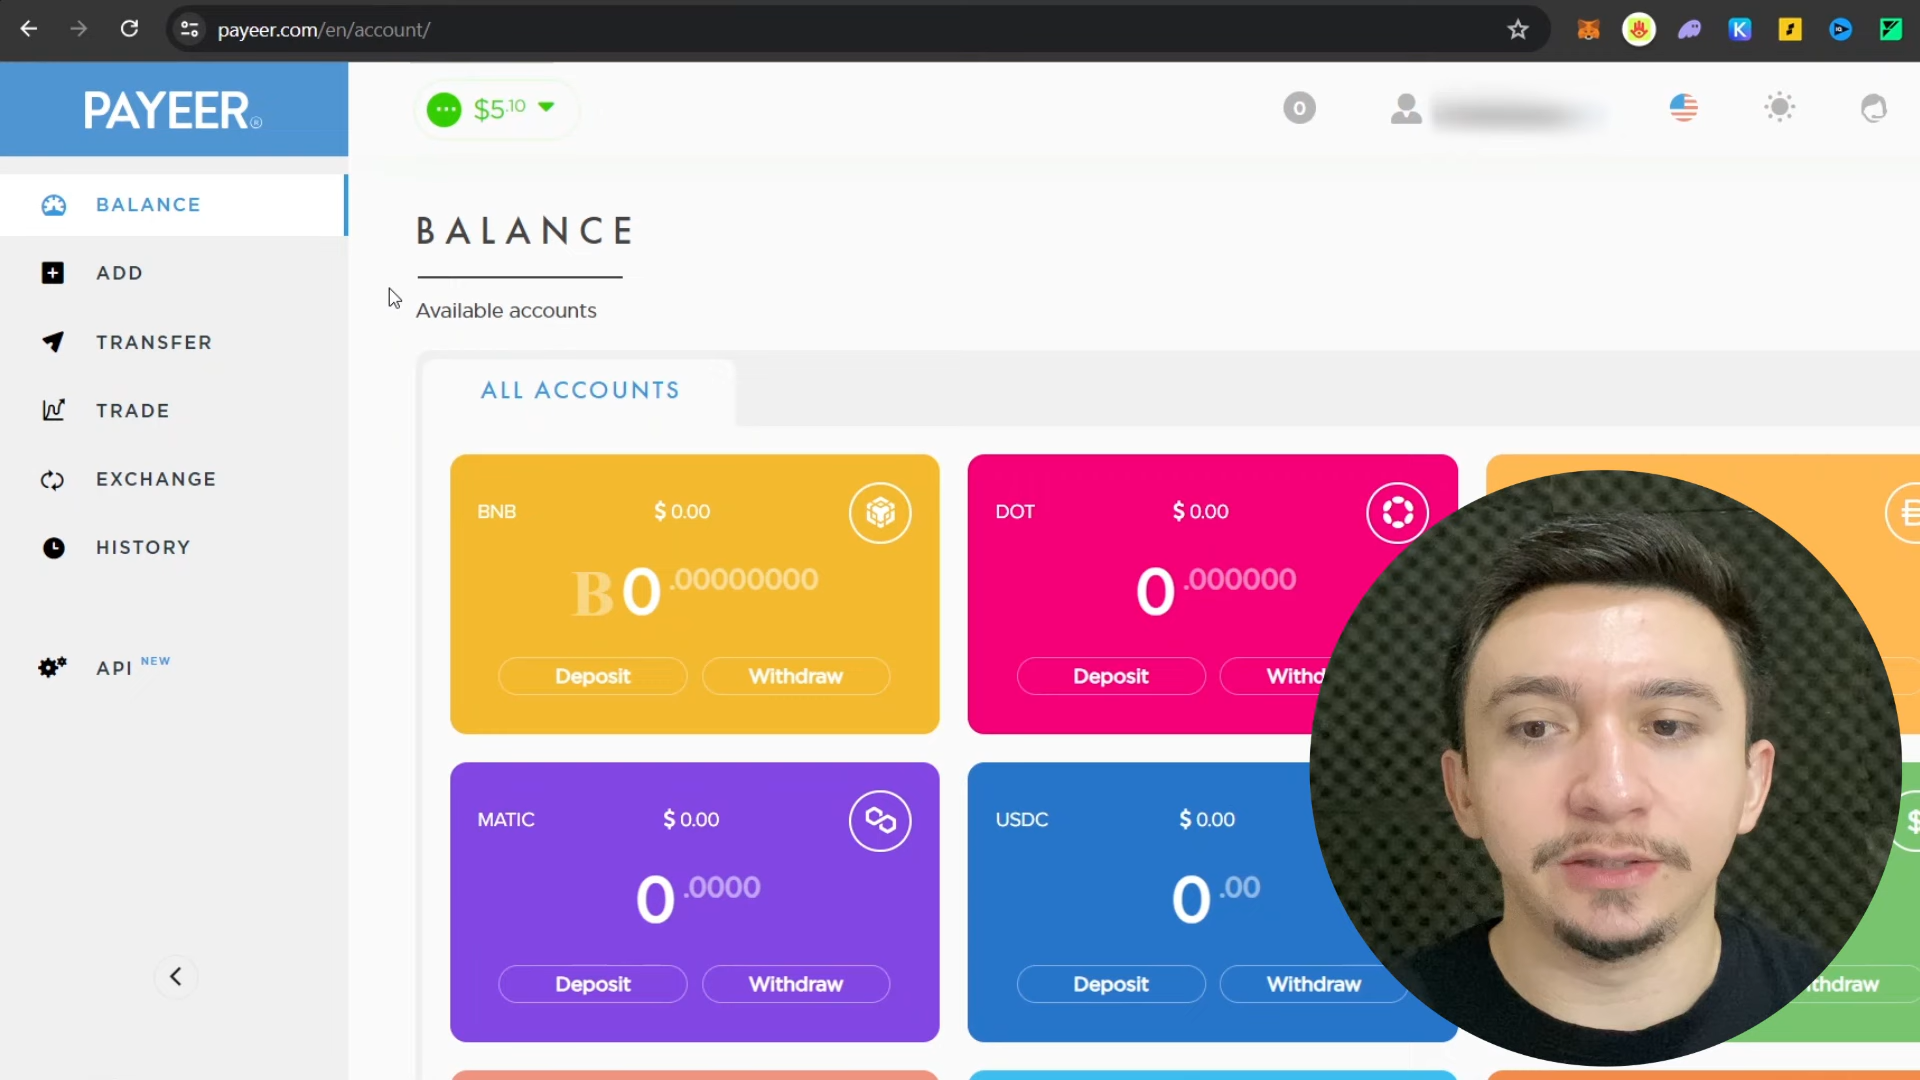 payeer.com/en/account/
PAYEER®
$5.10
0
BALANCE
ADD
TRANSFER
TRADE
EXCHANGE
HISTORY
API NEW
BALANCE
Available accounts
ALL ACCOUNTS
BNB $ 0.00
B 0.00000000
Deposit Withdraw
DOT $ 0.00
0.000000
Deposit
MATIC $ 0.00
0.0000
Deposit Withdraw
USDC $ 0.00
0.00
Deposit Withdraw